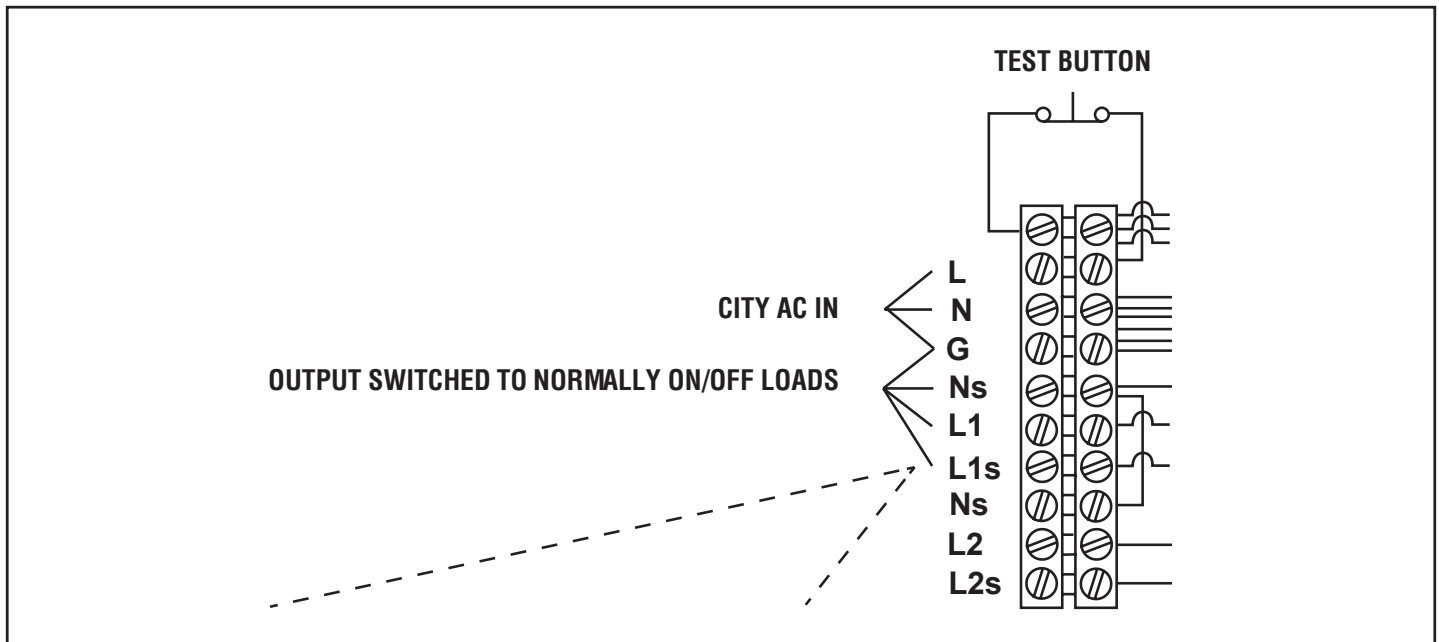 TEST BUTTON
L
CITY AC IN
N
G
OUTPUT SWITCHED TO NORMALLY ON/OFF LOADS
Ns
L1
L1s
Ns
L2
L2s